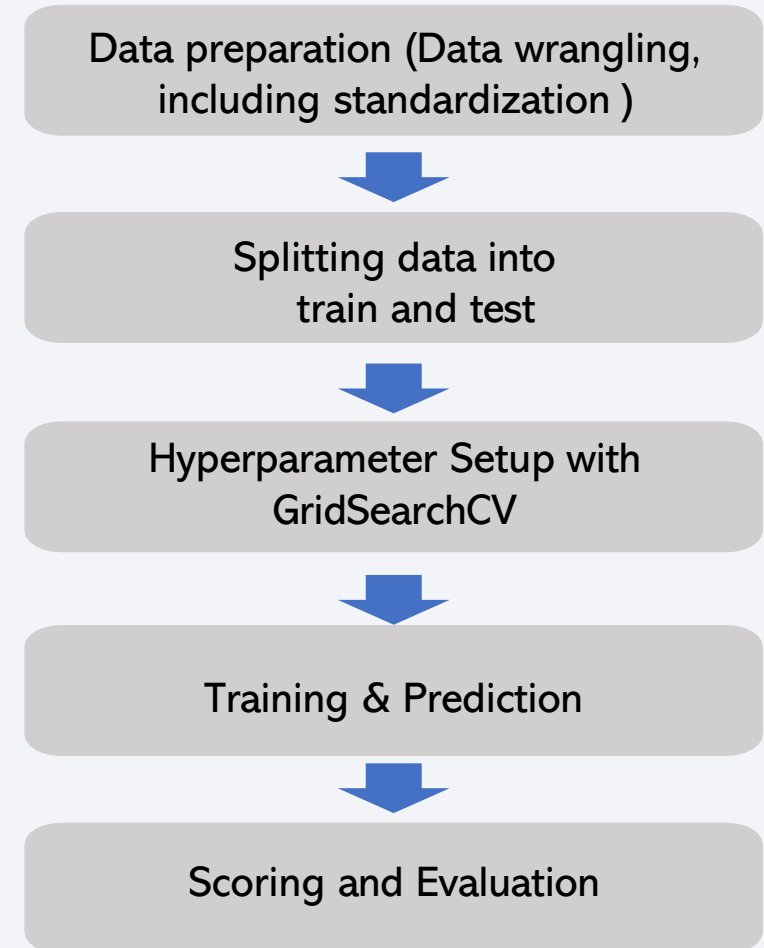 Data preparation (Data wrangling,
including standardization )
Splitting data into
train and test
Hyperparameter Setup with
GridSearchCV
Training & Prediction
Scoring and Evaluation